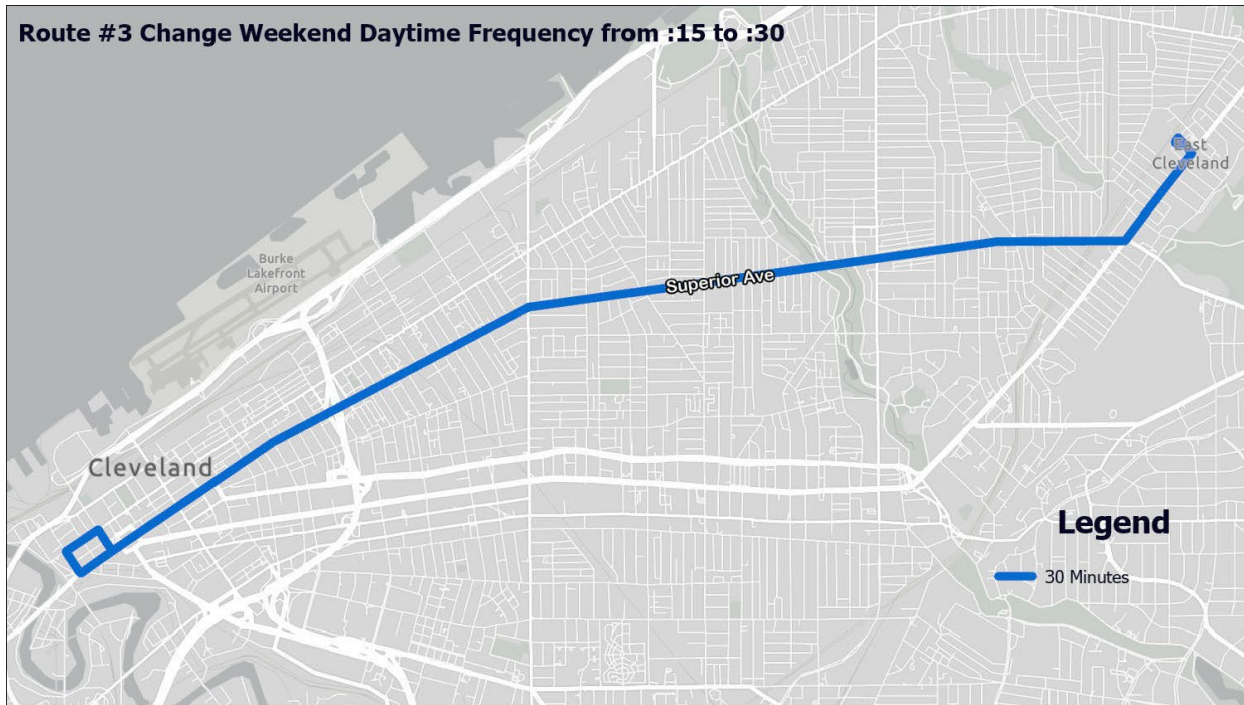 Route #3 Change Weekend Daytime Frequency from :15 to :30
East
Cleveland
Burke
Lakefront
Airport
Superior Ave
Cleveland
Legend
30 Minutes